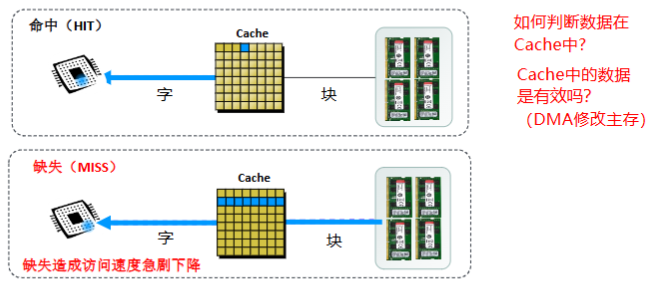 命中（HIT）
Cache
字
块
如何判断数据在
Cache中?
Cache中的数据
是有效吗?
（DMA修改主存）
缺失（MISS）
Cache
字
块
缺失造成访问速度急剧下降